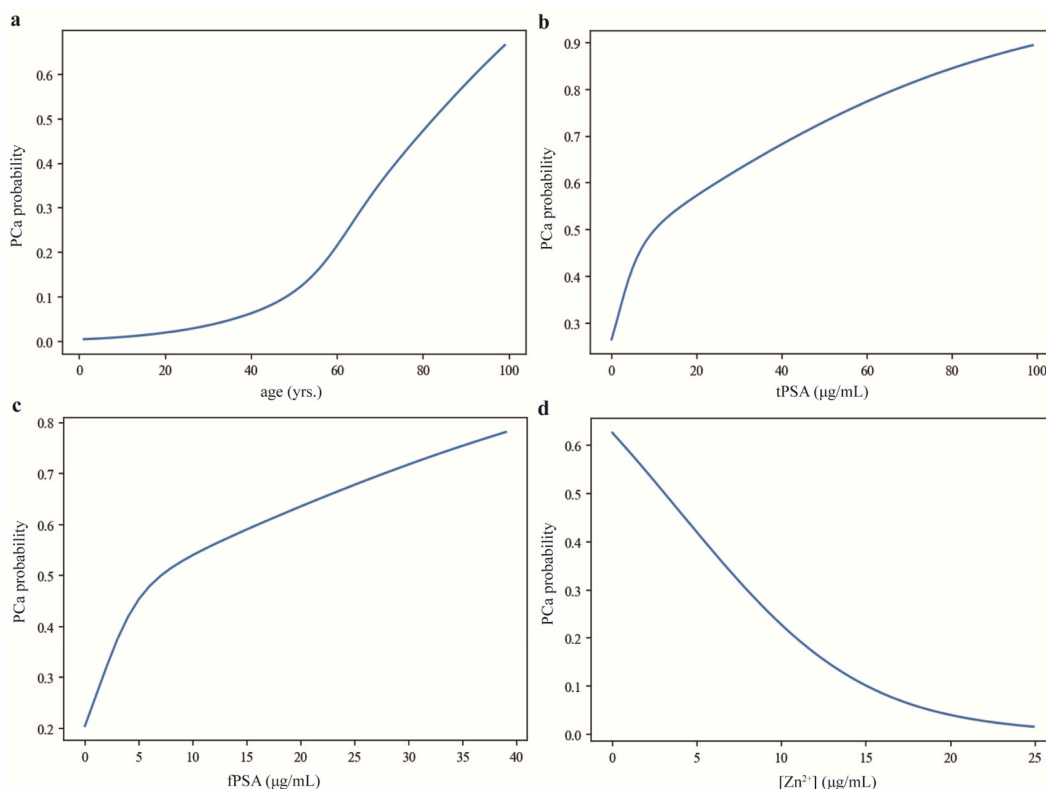 a
PCa probability
0.6
0.5
0.4
0.3
0.2
0.1
0.0
0 20 40 60 80 100
age (yrs.)
b
PCa probability
0.9
0.8
0.7
0.6
0.5
0.4
0.3
0 20 40 60 80 100
tPSA (μg/mL)
c
PCa probability
0.8
0.7
0.6
0.5
0.4
0.3
0.2
0 5 10 15 20 25 30 35 40
fPSA (μg/mL)
d
PCa probability
0.6
0.5
0.4
0.3
0.2
0.1
0.0
0 5 10 15 20 25
[Zn²⁺] (μg/mL)